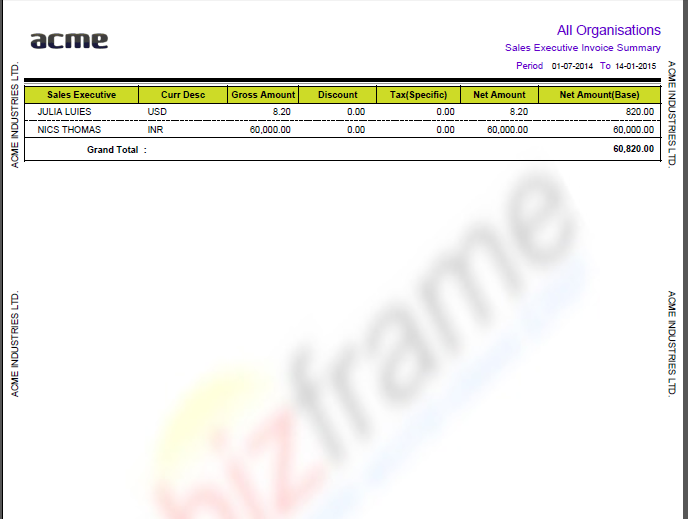 acme
All Organisations
Sales Executive Invoice Summary
Period 01-07-2014 To 14-01-2015
ACME INDUSTRIES LTD.
ACME INDUSTRIES LTD.
Sales Executive Curr Desc Gross Amount Discount Tax(Specific) Net Amount Net Amount(Base)
JULIA LUIES USD 8.20 0.00 0.00 8.20 820.00
NICS THOMAS INR 60,000.00 0.00 0.00 60,000.00 60,000.00
Grand Total : 60,820.00
ACME INDUSTRIES LTD.
ACME INDUSTRIES LTD.
bizframe